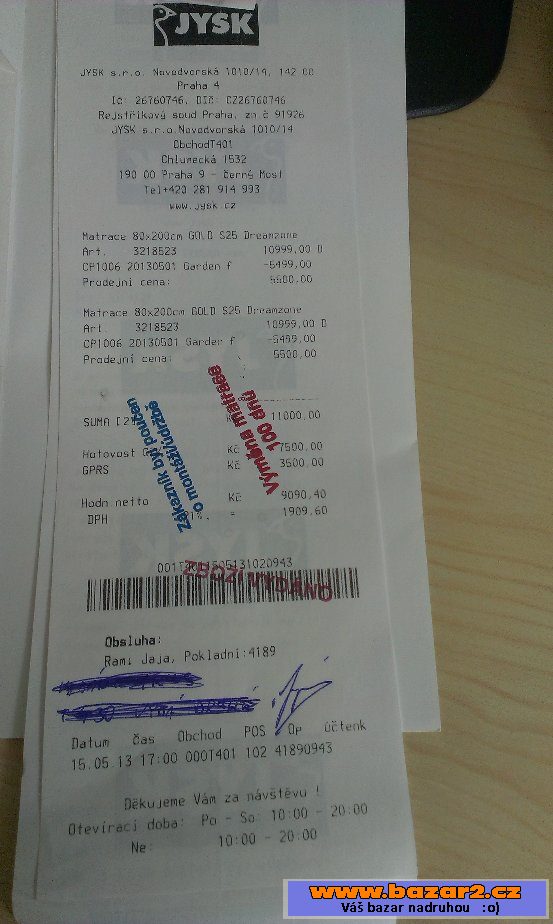 JYSK
JYSK s.r.o. Novodvorská 1010/14, 142 00
Praha 4
Ič: 26760746, DIČ: CZ26760746
Rejstříkový soud Praha, zn.č 91926
JYSK s.r.o.Novodvorská 1010/14
ObchodT401
Chlumecká 1532
190 00 Praha 9 - Černý Most
Tel+420 281 914 993
www.JYSK.cz
Matrace 80x200cm GOLD S25 Dreamzone
Art. 3218523 10999,00 D
CP1006 20130501 Garden f -5499,00
Prodejní cena: 5500,00
Matrace 80x200cm GOLD S25 Dreamzone
Art. 3218523 10999,00 D
CP1006 20130501 Garden f -5499,00
Prodejní cena: 5500,00
SUMA 11000,00
Hotovost Kč 7500,00
GPRS Kč 3500,00
Hodn.netto Kč 9090,40
DPH = 1909,60
Zákazník byl poučen
o montáži/údržbě
Výměna matrace
100 dnů
ZBOŽÍ VYDÁNO
Obsluha:
Rami Jaja, Pokladní:4189
Datum čas Obchod POS Op účtenk
15.05.13 17:00 000T401 102 41890943
Děkujeme Vám za návštěvu !
Otevírací doba: Po - So: 10:00 - 20:00
Ne: 10:00 - 20:00
www.bazar2.cz
Váš bazar nadruhou :o)